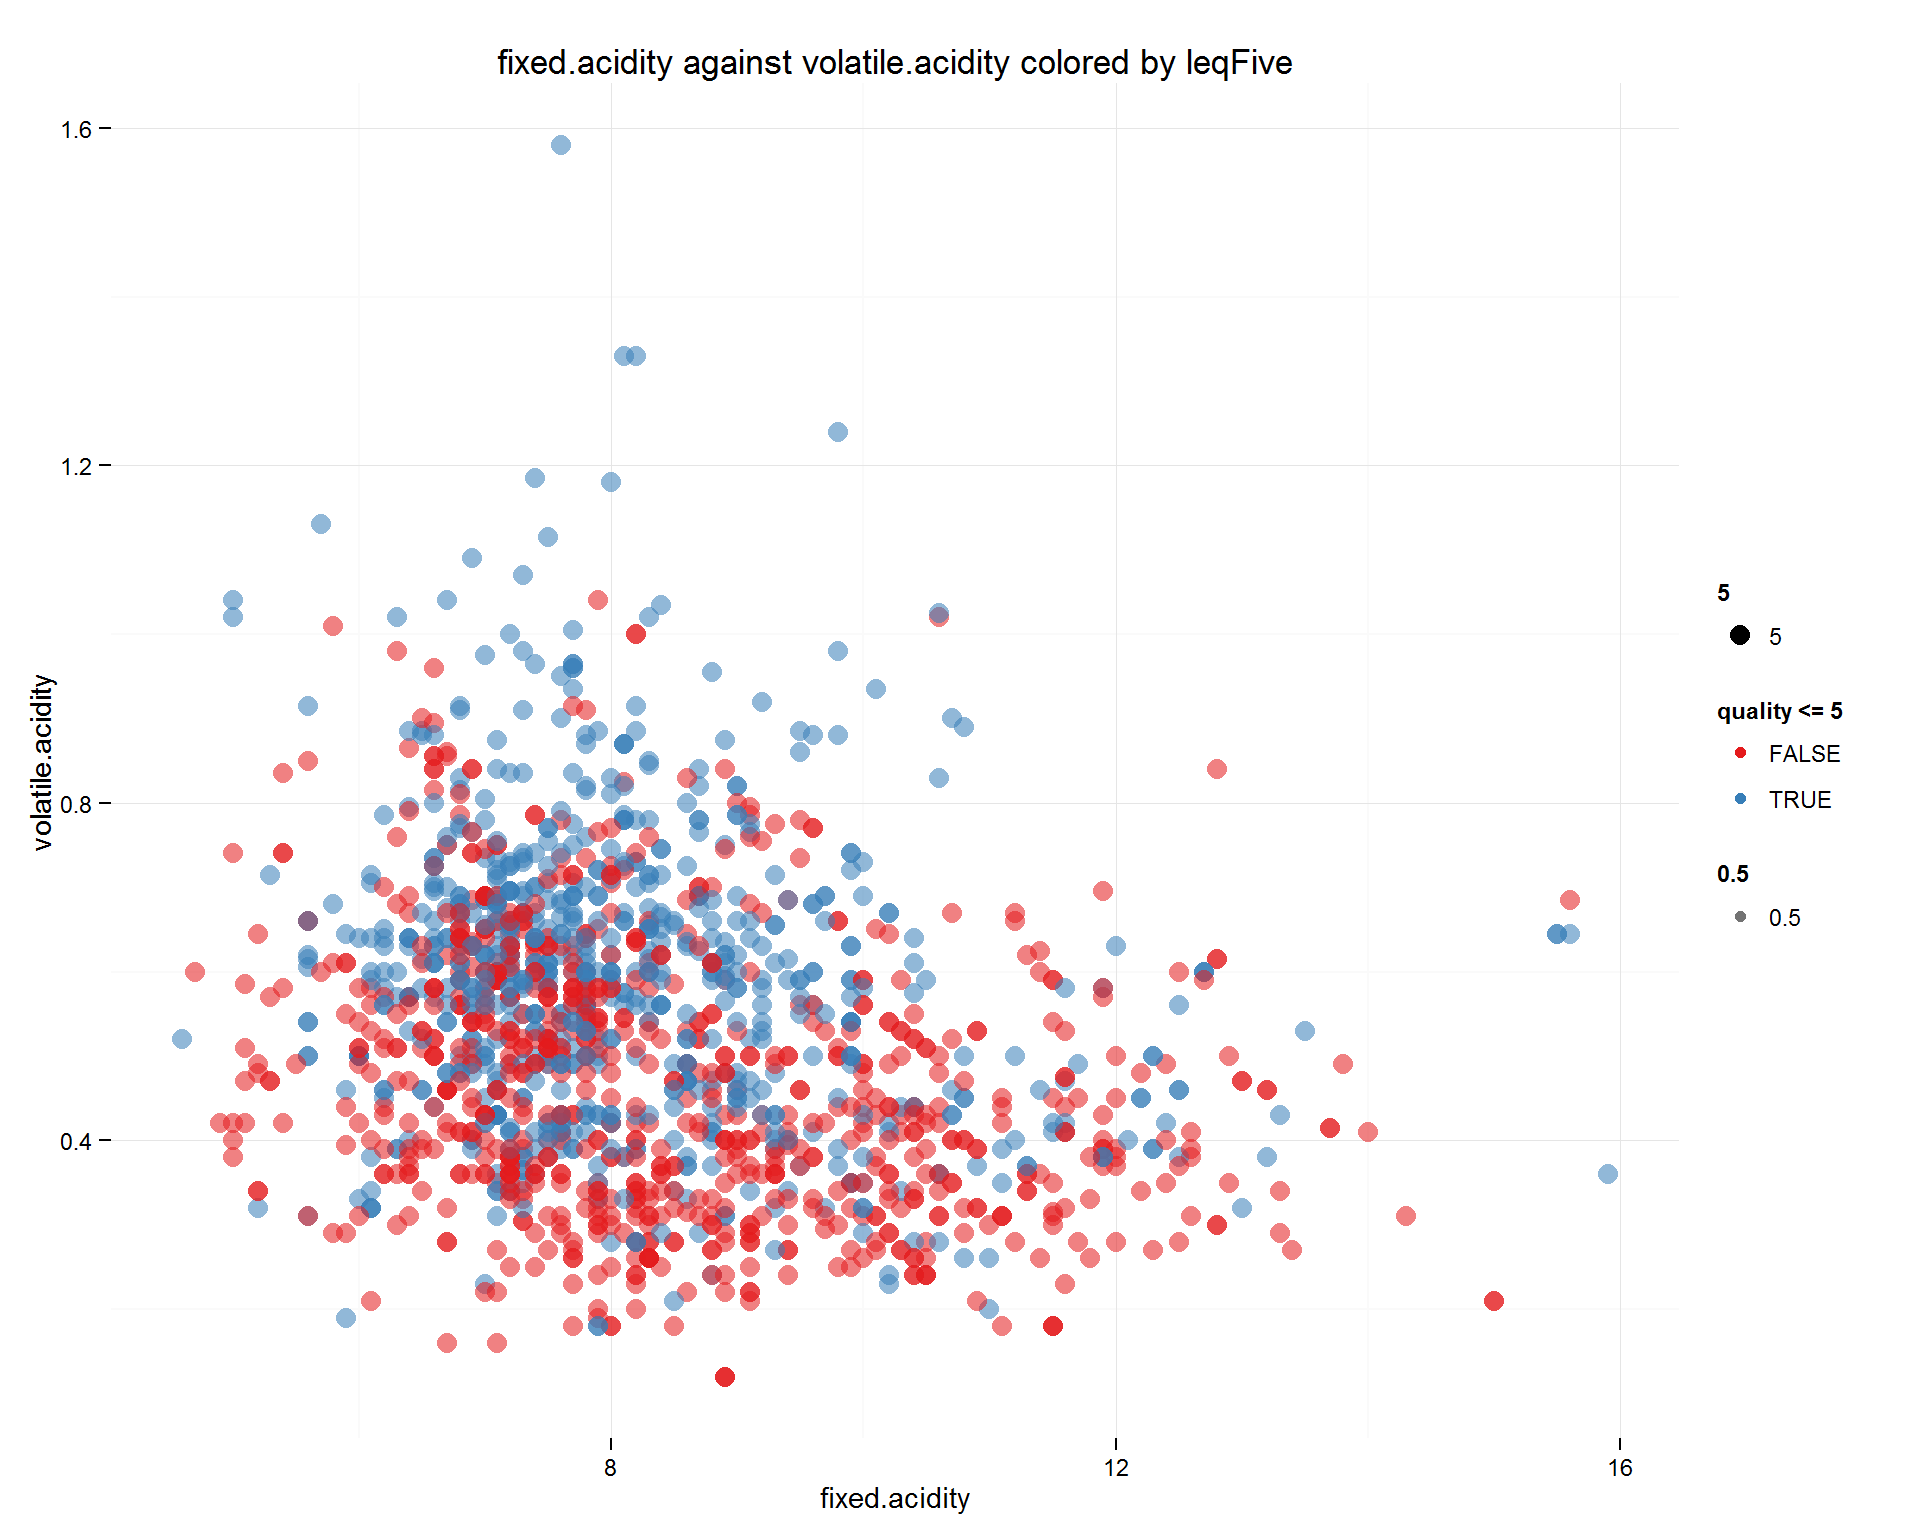 fixed.acidity against volatile.acidity colored by leqFive
1.6
1.2
0.8
0.4
volatile.acidity
8
12
16
fixed.acidity
5
5
quality <= 5
FALSE
TRUE
0.5
0.5